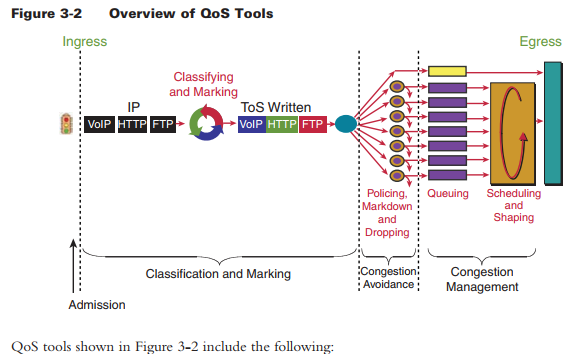 Figure 3-2 Overview of QoS Tools
Ingress
Egress
Classifying
and Marking
IP
ToS Written
VoIP HTTP FTP
VoIP HTTP FTP
Policing,
Markdown
and
Dropping
Queuing
Scheduling
and
Shaping
Classification and Marking
Congestion
Avoidance
Congestion
Management
Admission
QoS tools shown in Figure 3-2 include the following: